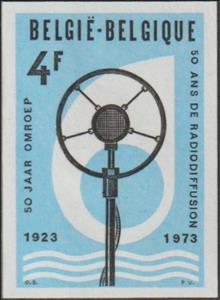 BELGIË-BELGIQUE
4F
50 JAAR OMROEP
50 ANS DE RADIODIFFUSION
1923
1973
O.B.
P.V.